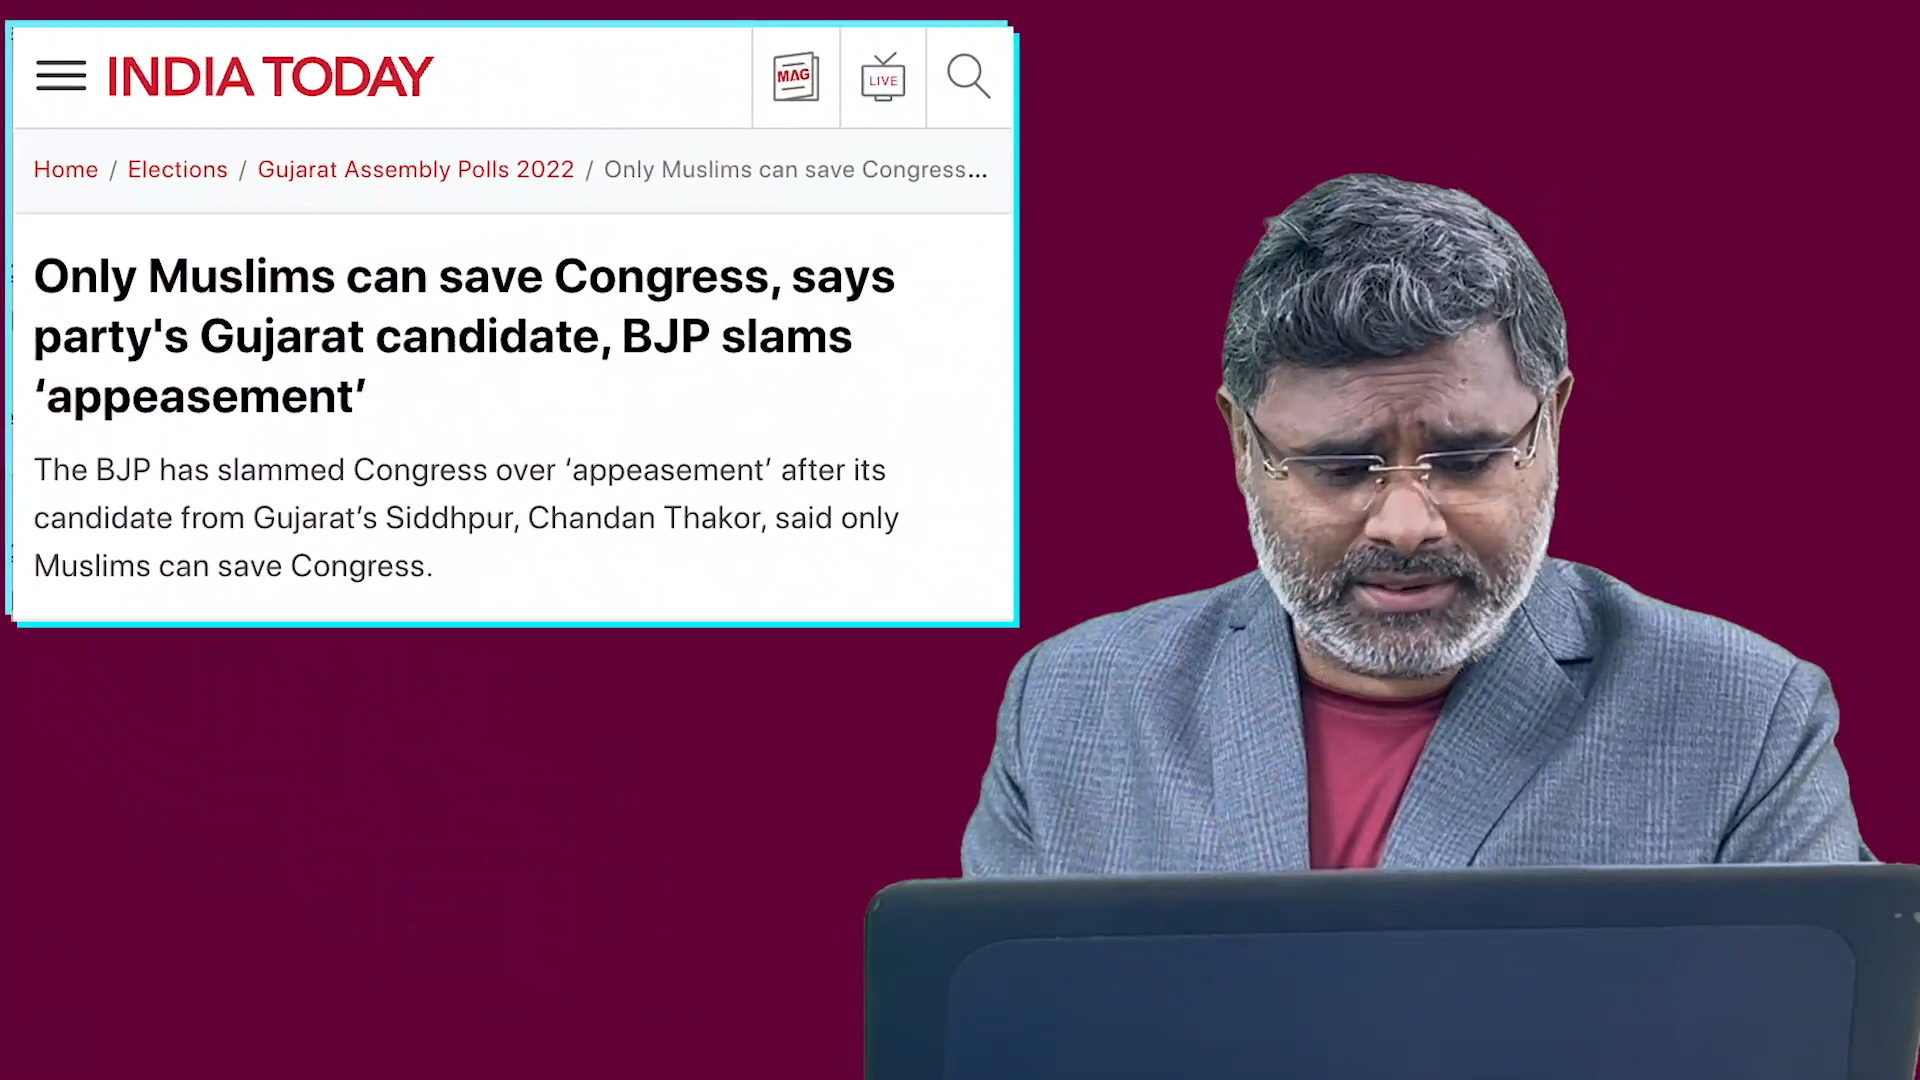 INDIA TODAY
MAG
LIVE
Home / Elections / Gujarat Assembly Polls 2022 / Only Muslims can save Congress...
Only Muslims can save Congress, says
party's Gujarat candidate, BJP slams
‘appeasement’
The BJP has slammed Congress over ‘appeasement’ after its
candidate from Gujarat’s Siddhpur, Chandan Thakor, said only
Muslims can save Congress.